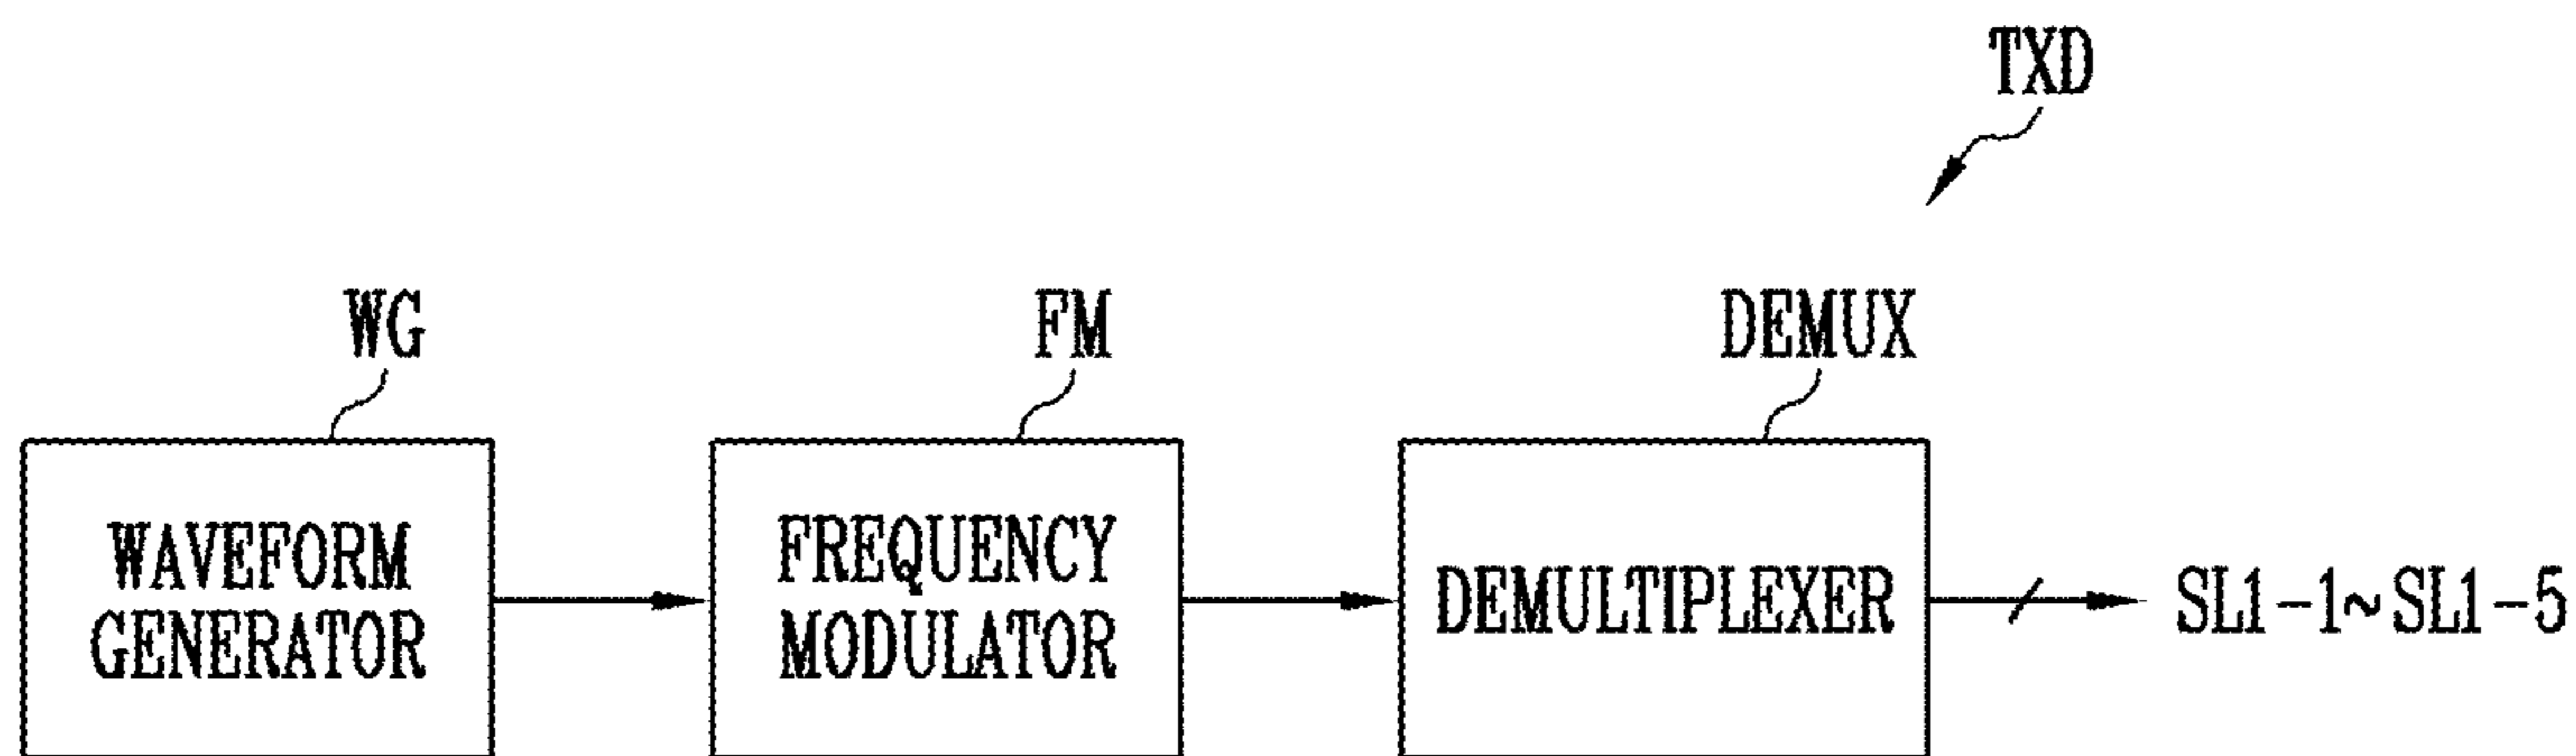 TXD
WG
FM
DEMUX
WAVEFORM
GENERATOR
FREQUENCY
MODULATOR
DEMULTIPLEXER
SL1-1~SL1-5